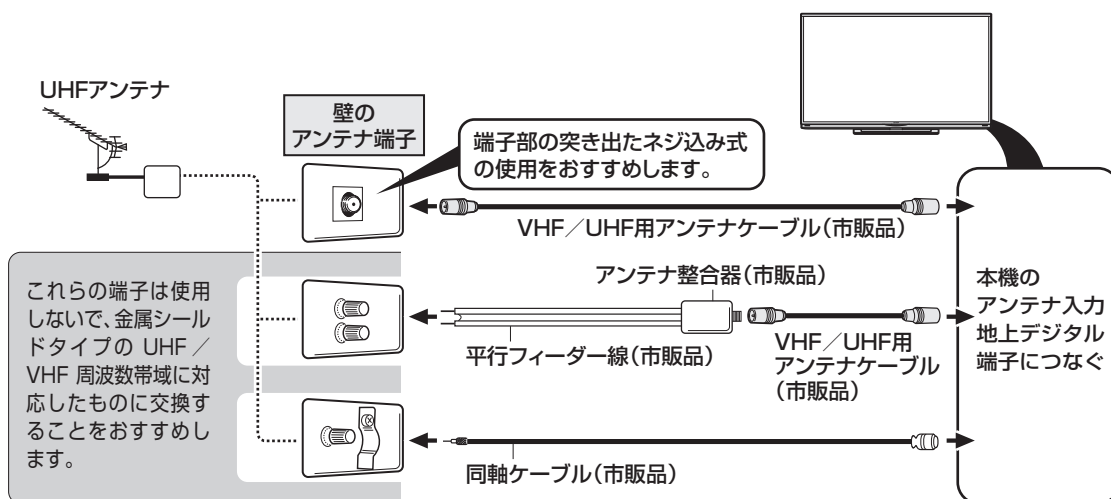 UHFアンテナ
壁の
アンテナ端子
端子部の突き出たネジ込み式
の使用をおすすめします。
VHF／UHF用アンテナケーブル（市販品）
これらの端子は使用
しないで、金属シール
ドタイプの UHF ／
VHF 周波数帯域に対
応したものに交換す
ることをおすすめし
ます。
アンテナ整合器（市販品）
平行フィーダー線（市販品）
VHF／UHF用
アンテナケーブル
（市販品）
同軸ケーブル（市販品）
本機の
アンテナ入力
地上デジタル
端子につなぐ